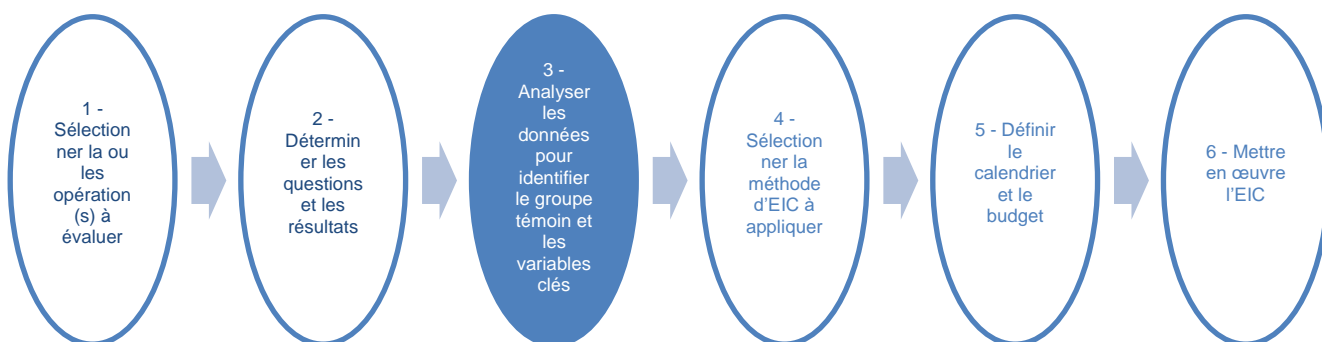 1 -
Sélection
ner la ou
les
opération
(s) à
évaluer
2 -
Détermin
er les
questions
et les
résultats
3 -
Analyser
les
données
pour
identifier
le groupe
témoin et
les
variables
clés
4 -
Sélection
ner la
méthode
d’EIC à
appliquer
5 - Définir
le
calendrier
et le
budget
6 - Mettre
en œuvre
l’EIC